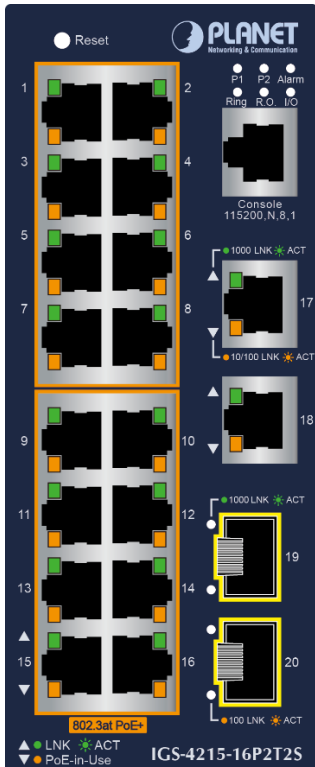 Reset
PLANET
Networking & Communication
P1 P2 Alarm
Ring R.O. I/O
Console
115200,N,8,1
1 2
3 4
5 6
7 8
1000 LNK ACT
17
10/100 LNK ACT
18
9 10
11 12
13 14
15 16
1000 LNK ACT
19
20
100 LNK ACT
802.3at PoE+
LNK ACT
PoE-in-Use
IGS-4215-16P2T2S